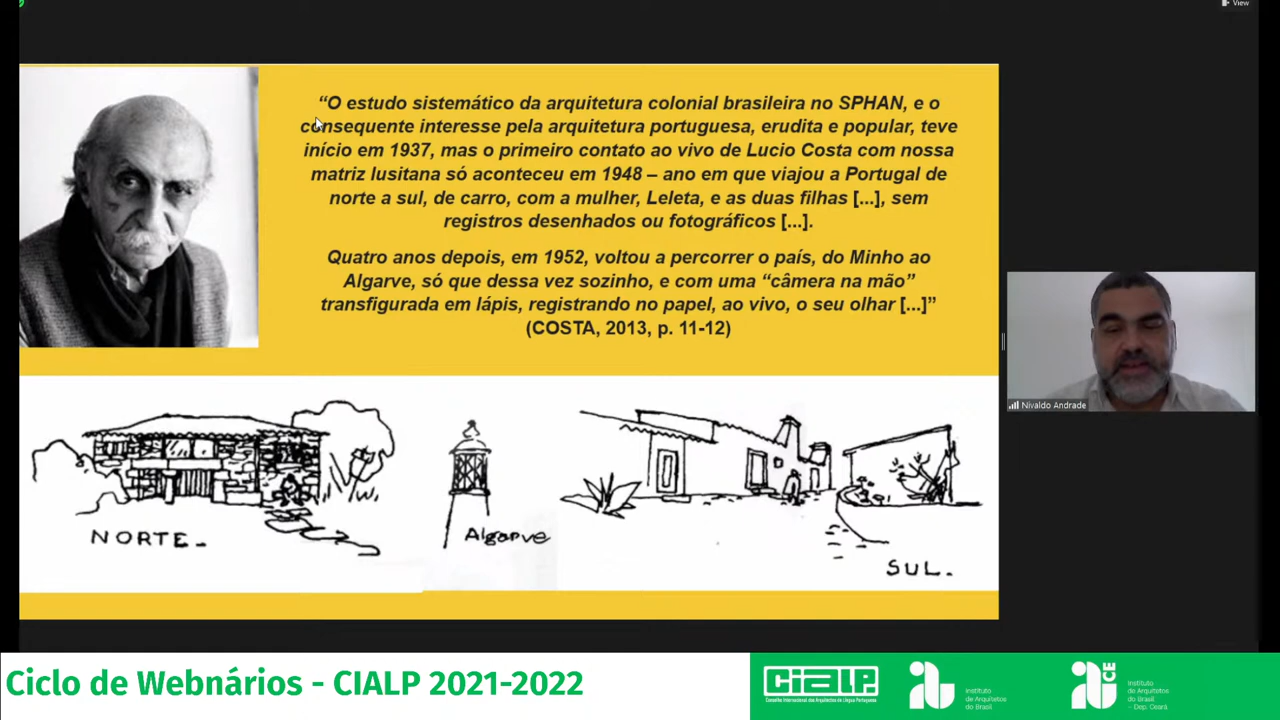 View
“O estudo sistemático da arquitetura colonial brasileira no SPHAN, e o
consequente interesse pela arquitetura portuguesa, erudita e popular, teve
início em 1937, mas o primeiro contato ao vivo de Lucio Costa com nossa
matriz lusitana só aconteceu em 1948 – ano em que viajou a Portugal de
norte a sul, de carro, com a mulher, Leleta, e as duas filhas [...], sem
registros desenhados ou fotográficos [...].
Quatro anos depois, em 1952, voltou a percorrer o país, do Minho ao
Algarve, só que dessa vez sozinho, e com uma “câmera na mão”
transfigurada em lápis, registrando no papel, ao vivo, o seu olhar [...]”
(COSTA, 2013, p. 11-12)
Nivaldo Andrade
NORTE.
Algarve
SUL.
Ciclo de Webnários - CIALP 2021-2022
CIALP
Conselho Internacional dos Arquitetos de Língua Portuguesa
Instituto
de Arquitetos
do Brasil
CE
Instituto
de Arquitetos
do Brasil
- Dep. Ceará